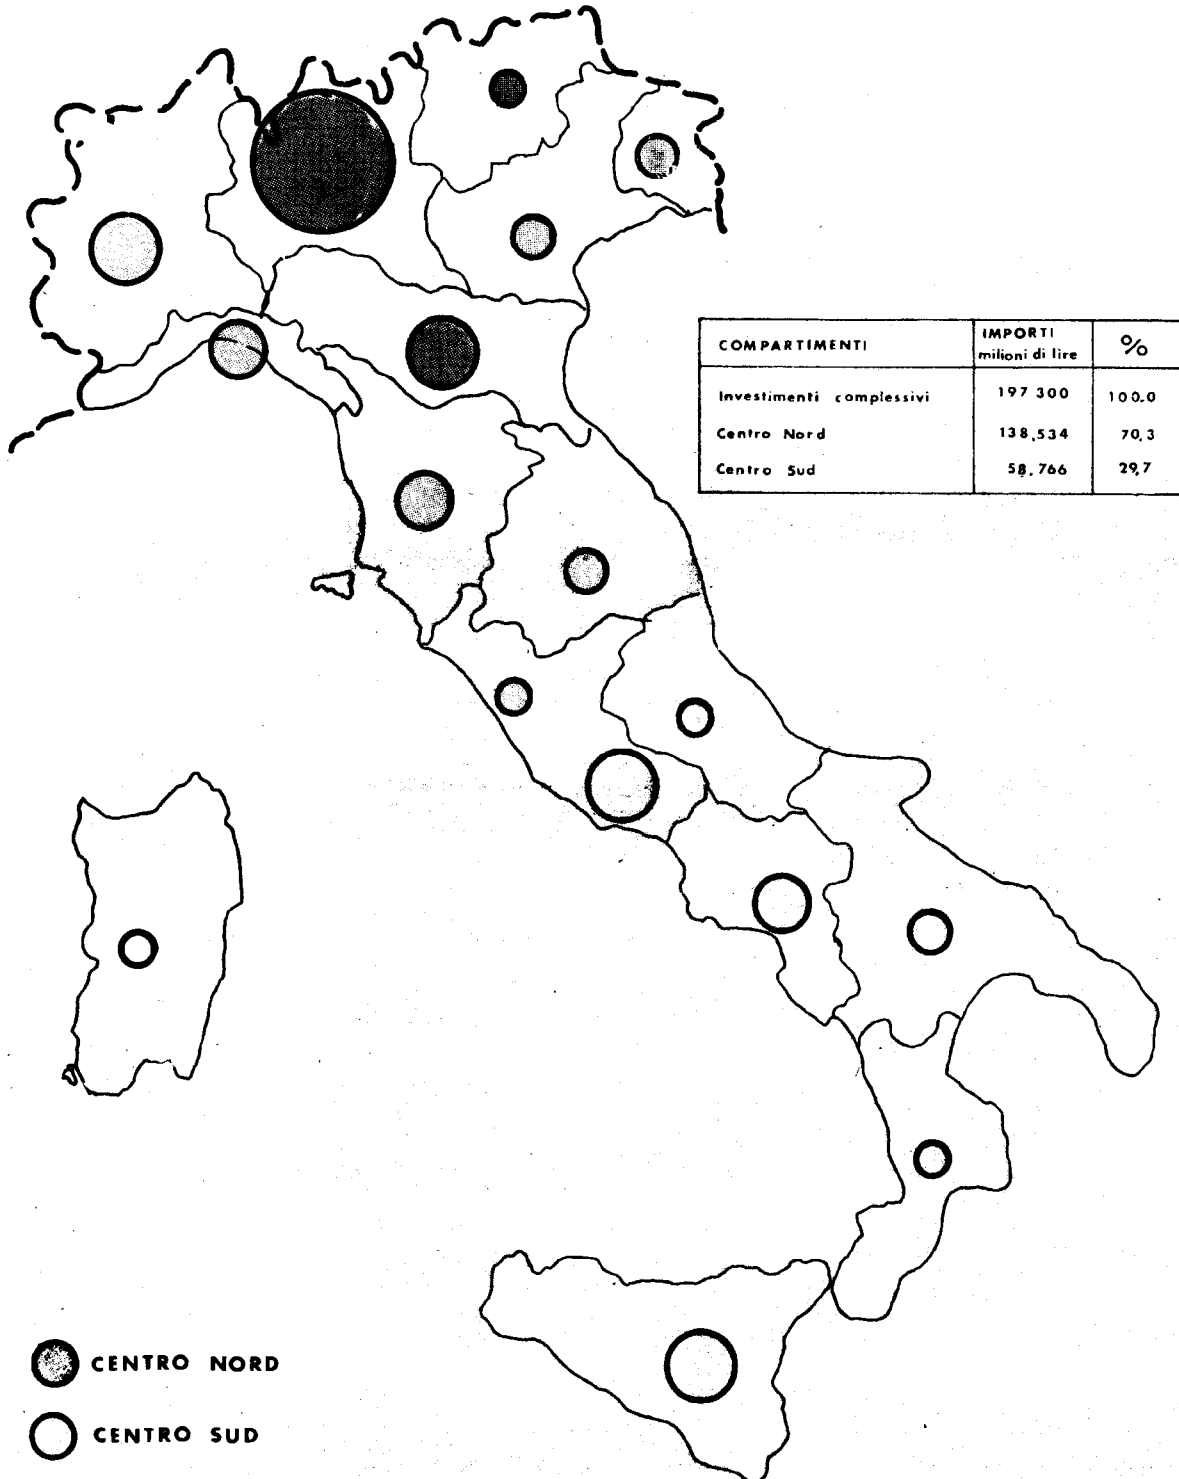 COMPARTIMENTI IMPORTI milioni di lire %
Investimenti complessivi 197 300 100.0
Centro Nord 138,534 70,3
Centro Sud 58.766 29,7
CENTRO NORD
CENTRO SUD